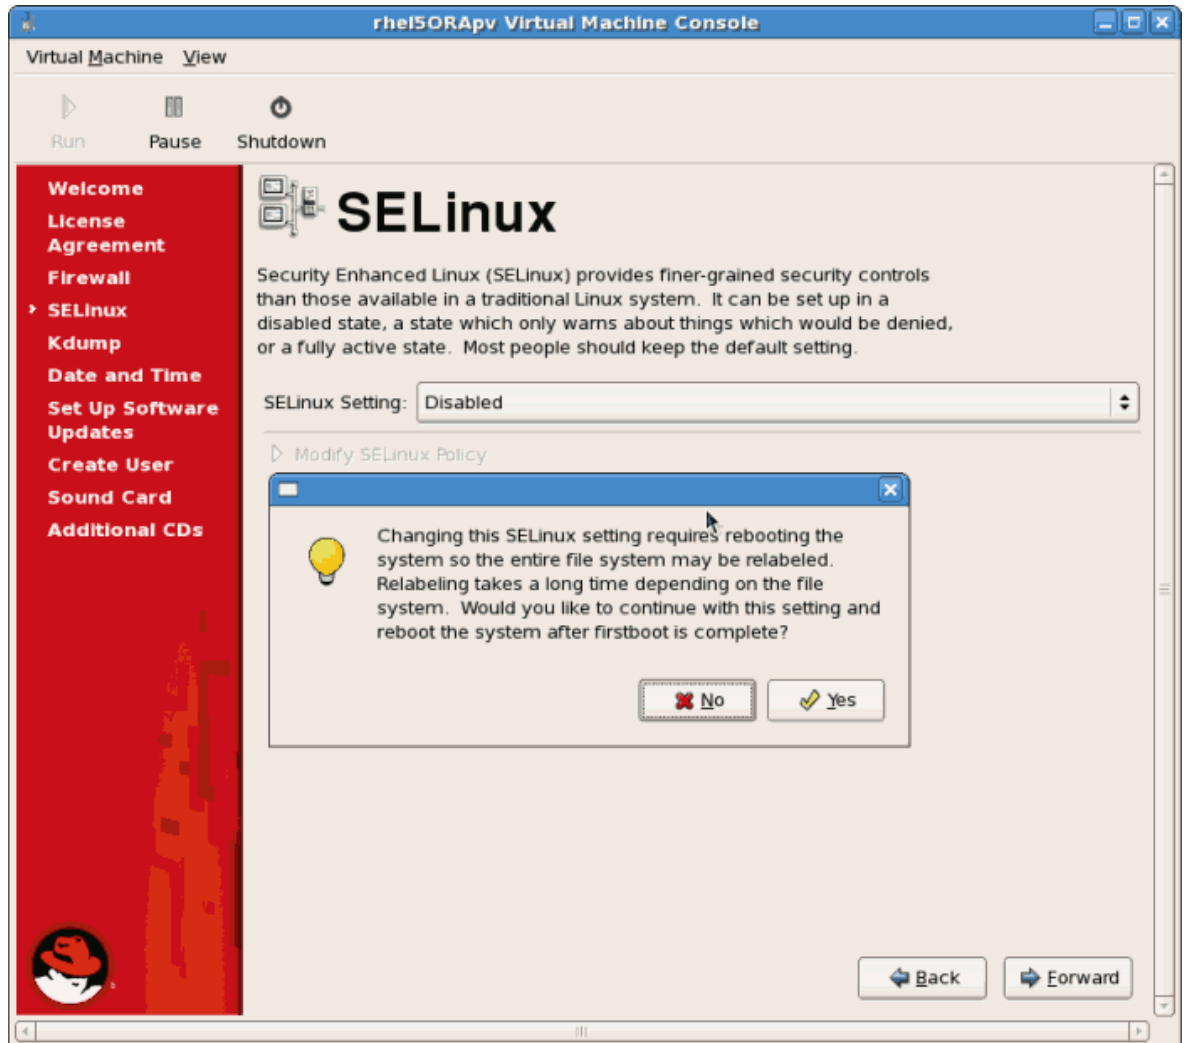 rhel5ORApv Virtual Machine Console
Virtual Machine View
Run Pause Shutdown
Welcome
License
Agreement
Firewall
SELinux
Kdump
Date and Time
Set Up Software
Updates
Create User
Sound Card
Additional CDs
SELinux
Security Enhanced Linux (SELinux) provides finer-grained security controls
than those available in a traditional Linux system. It can be set up in a
disabled state, a state which only warns about things which would be denied,
or a fully active state. Most people should keep the default setting.
SELinux Setting: Disabled
Modify SELinux Policy
Changing this SELinux setting requires rebooting the
system so the entire file system may be relabeled.
Relabeling takes a long time depending on the file
system. Would you like to continue with this setting and
reboot the system after firstboot is complete?
No Yes
Back Forward